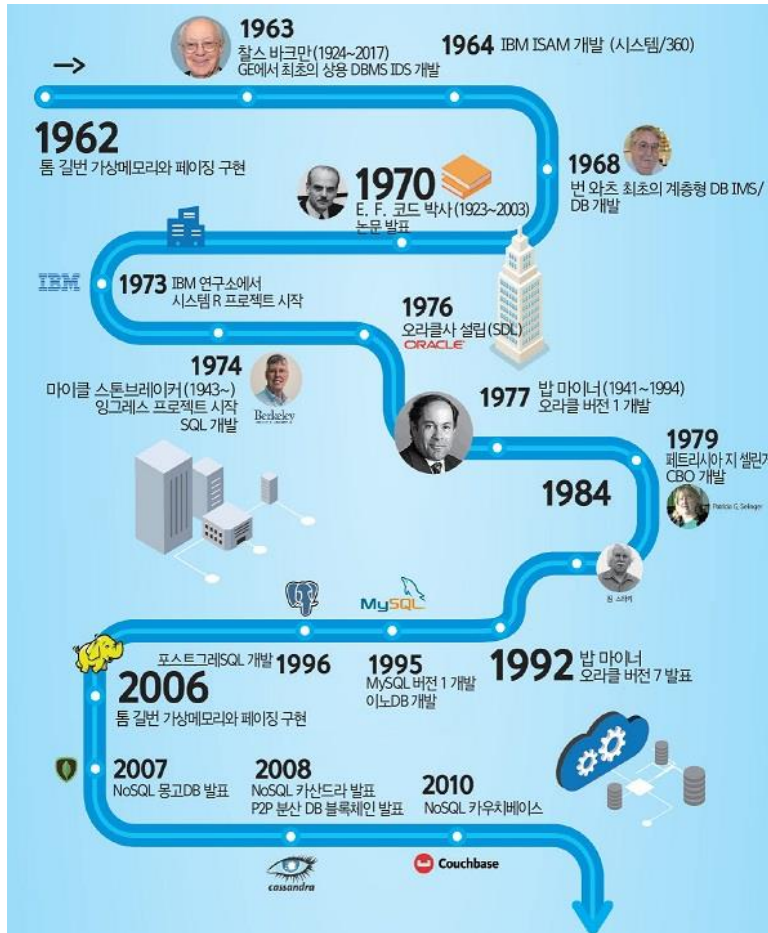 1963
찰스 바크만(1924~2017)
GE에서 최초의 상용 DBMS IDS 개발
1964 IBM ISAM 개발 (시스템/360)
1962
톰 길번 가상메모리와 페이징 구현
1968
번 와츠 최초의 계층형 DB IMS/
DB 개발
1970
E. F. 코드 박사(1923~2003)
논문 발표
IBM
1973 IBM 연구소에서
시스템 R 프로젝트 시작
1976
오라클사 설립(SDL)
ORACLE
1974
마이클 스톤브레이커(1943~)
잉그레스 프로젝트 시작
SQL 개발
Berkeley
1977 밥 마이너(1941~1994)
오라클 버전 1 개발
1979
페트리시아 지 셀린저
CBO 개발
Patricia G. Selinger
1984
짐 스타키
MySQL
포스트그레SQL 개발 1996
1995
MySQL 버전 1 개발
이노DB 개발
1992 밥 마이너
오라클 버전 7 발표
2006
톰 길번 가상메모리와 페이징 구현
2007
NoSQL 몽고DB 발표
2008
NoSQL 카산드라 발표
P2P 분산 DB 블록체인 발표
2010
NoSQL 카우치베이스
cassandra
Couchbase